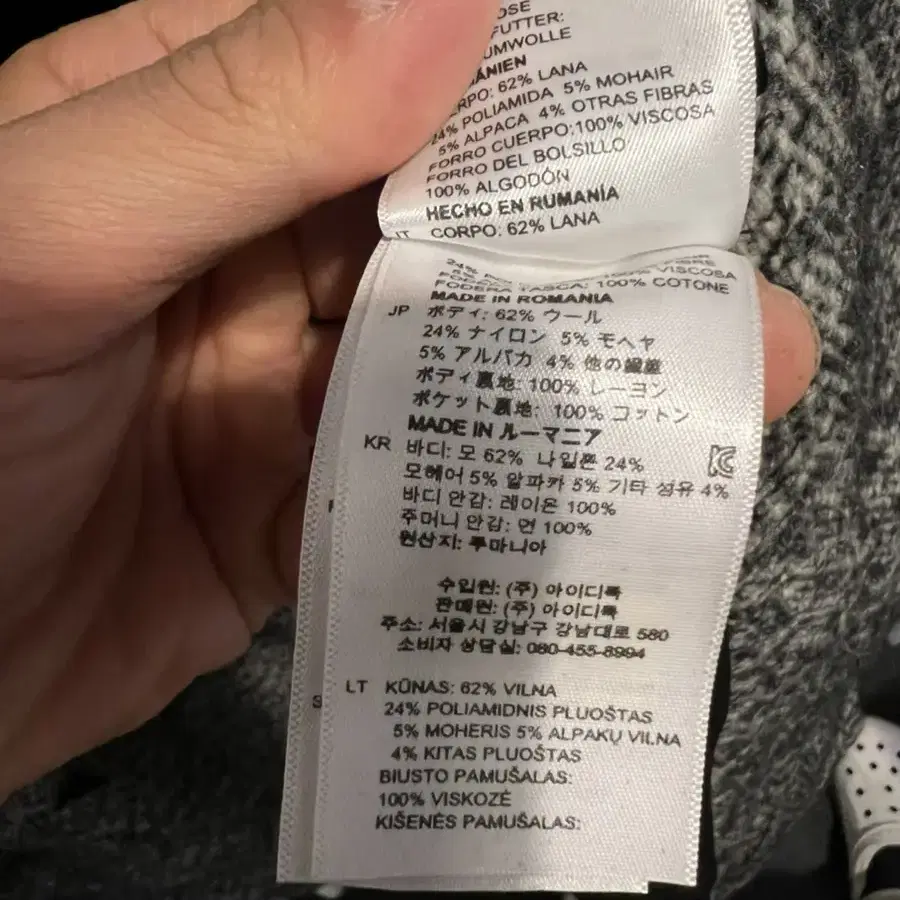 OSE
FUTTER:
UMWOLLE
ÄNIEN
RPO: 62% LANA
24% POLIAMIDA 5% MOHAIR
5% ALPACA 4% OTRAS FIBRAS
FORRO CUERPO:100% VISCOSA
FORRO DEL BOLSILLO
100% ALGODÓN
HECHO EN RUMANÍA
IT CORPO: 62% LANA
24%
5% 100% VISCOSA
FODERA TASCA: 100% COTONE
MADE IN ROMANIA
JP ボディ: 62% ウール
24% ナイロン 5% モヘヤ
5% アルパカ 4% 他の繊維
ボディ裏地: 100% レーヨン
ポケット裏地: 100% コットン
MADE IN ルーマニア
KR 바디: 모 62% 나일론 24%
모헤어 5% 알파카 5% 기타 섬유 4%
바디 안감: 레이온 100%
주머니 안감: 면 100%
원산지: 루마니아
수입원: (주) 아이디룩
판매원: (주) 아이디룩
주소: 서울시 강남구 강남대로 580
소비자 상담실: 080-455-8994
LT KŪNAS: 62% VILNA
24% POLIAMIDNIS PLUOŠTAS
5% MOHERIS 5% ALPAKŲ VILNA
4% KITAS PLUOŠTAS
BIUSTO PAMUŠALAS:
100% VISKOZĖ
KIŠENĖS PAMUŠALAS: